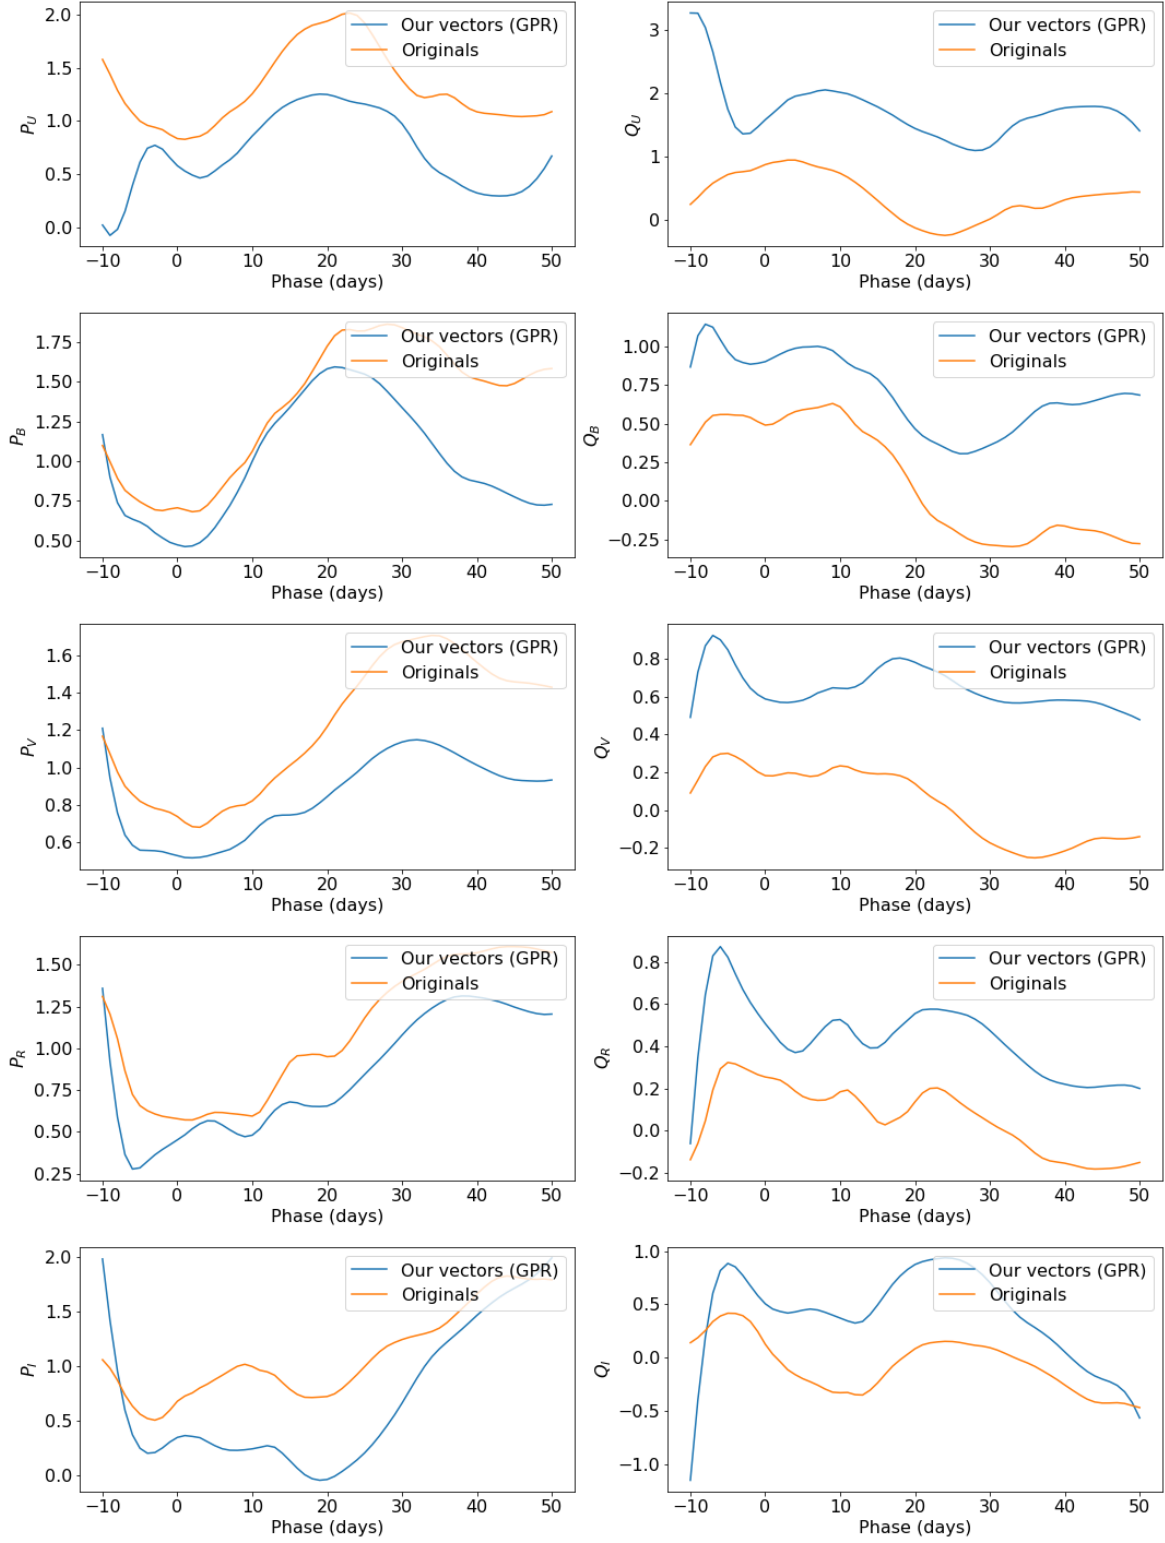 2.0
1.5
1.0
0.5
0.0
P_U
Our vectors (GPR)
Originals
−10 0 10 20 30 40 50
Phase (days)
3
2
1
0
Q_U
Our vectors (GPR)
Originals
−10 0 10 20 30 40 50
Phase (days)
1.75
1.50
1.25
1.00
0.75
0.50
P_B
Our vectors (GPR)
Originals
−10 0 10 20 30 40 50
Phase (days)
1.00
0.75
0.50
0.25
0.00
−0.25
Q_B
Our vectors (GPR)
Originals
−10 0 10 20 30 40 50
Phase (days)
1.6
1.4
1.2
1.0
0.8
0.6
P_V
Our vectors (GPR)
Originals
−10 0 10 20 30 40 50
Phase (days)
0.8
0.6
0.4
0.2
0.0
−0.2
Q_V
Our vectors (GPR)
Originals
−10 0 10 20 30 40 50
Phase (days)
1.50
1.25
1.00
0.75
0.50
0.25
P_R
Our vectors (GPR)
Originals
−10 0 10 20 30 40 50
Phase (days)
0.8
0.6
0.4
0.2
0.0
−0.2
Q_R
Our vectors (GPR)
Originals
−10 0 10 20 30 40 50
Phase (days)
2.0
1.5
1.0
0.5
0.0
P_I
Our vectors (GPR)
Originals
−10 0 10 20 30 40 50
Phase (days)
1.0
0.5
0.0
−0.5
−1.0
Q_I
Our vectors (GPR)
Originals
−10 0 10 20 30 40 50
Phase (days)